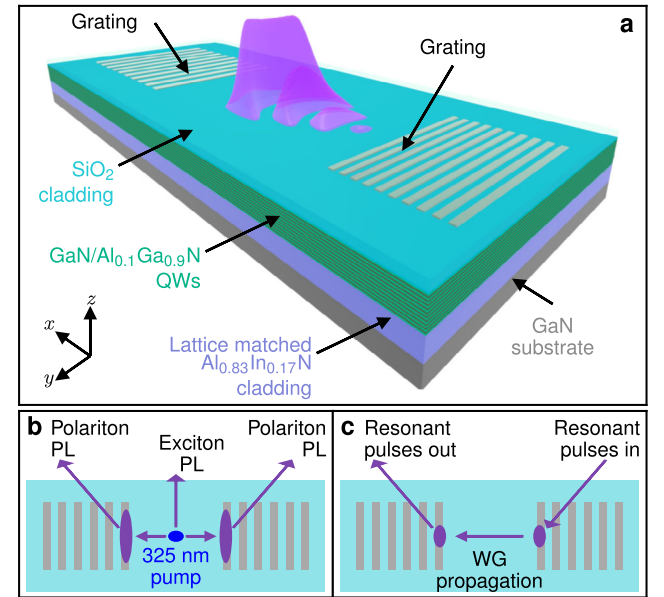 a
Grating
Grating
SiO2
cladding
GaN/Al0.1Ga0.9N
QWs
z
x
y
Lattice matched
Al0.83In0.17N
cladding
GaN
substrate
b
Polariton
PL
Exciton
PL
Polariton
PL
325 nm
pump
c
Resonant
pulses out
Resonant
pulses in
WG
propagation